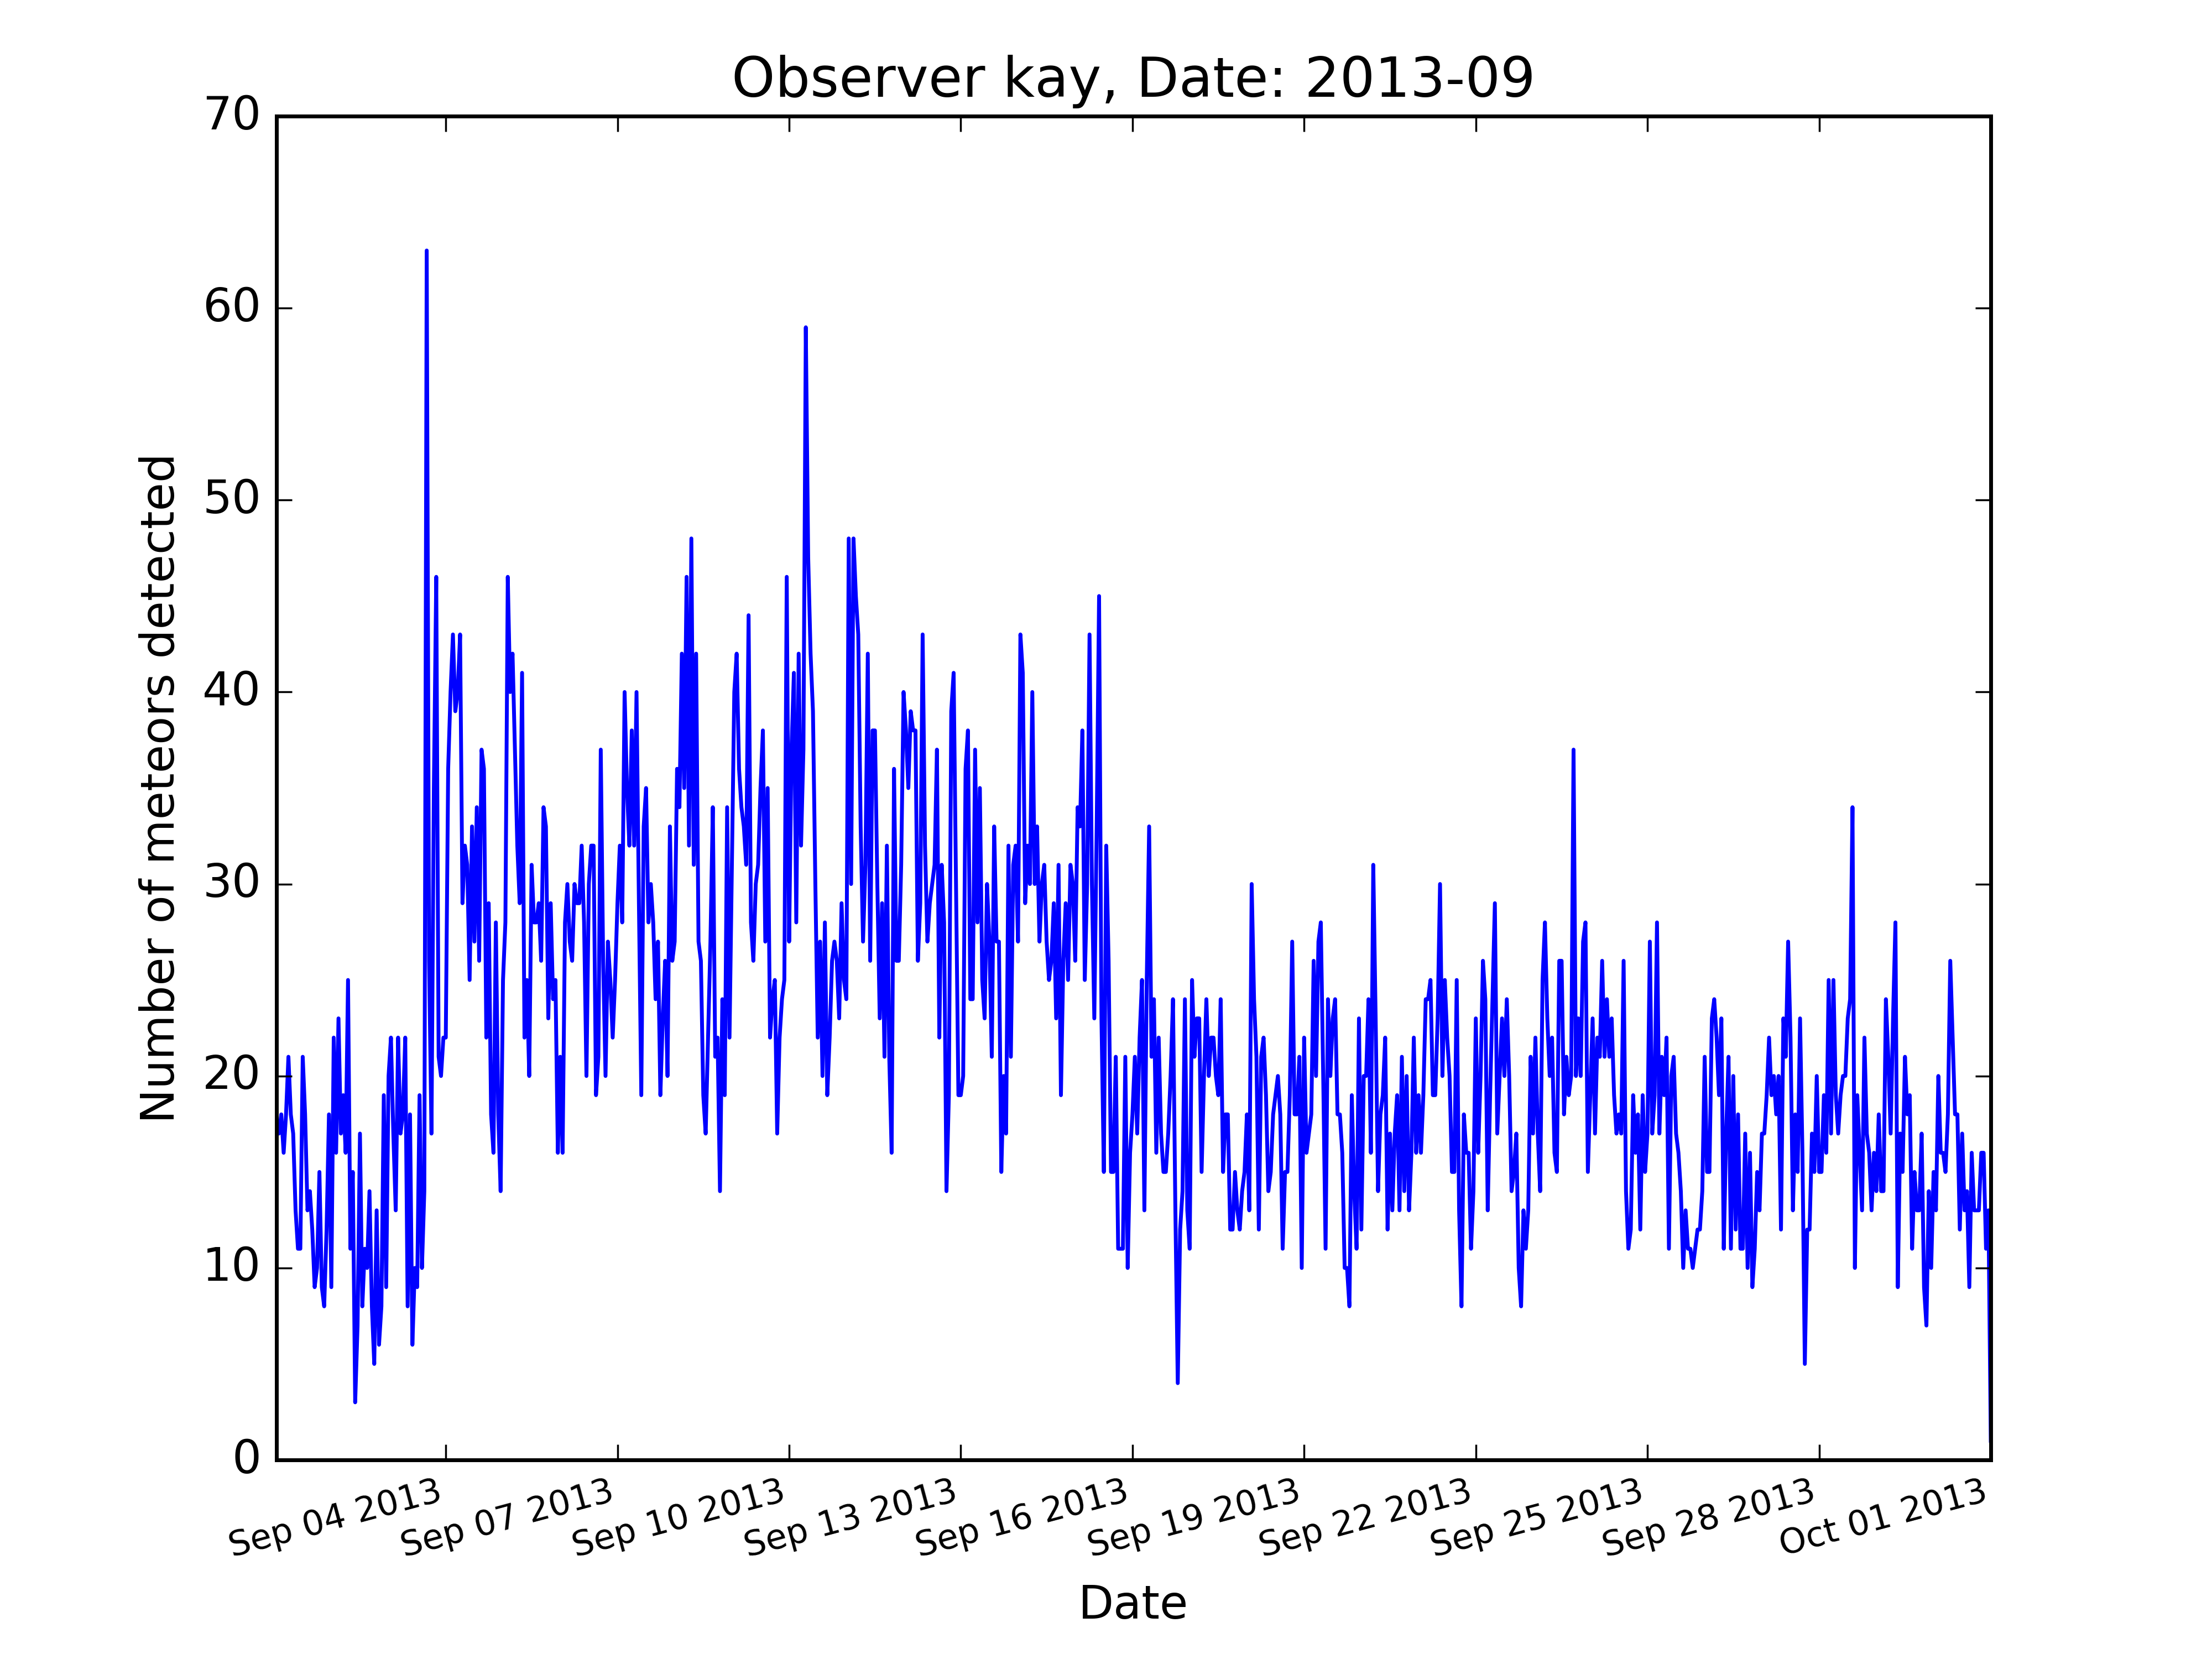 Observer kay, Date: 2013-09
Number of meteors detected
70
60
50
40
30
20
10
0
Sep 04 2013
Sep 07 2013
Sep 10 2013
Sep 13 2013
Sep 16 2013
Sep 19 2013
Sep 22 2013
Sep 25 2013
Sep 28 2013
Oct 01 2013
Date